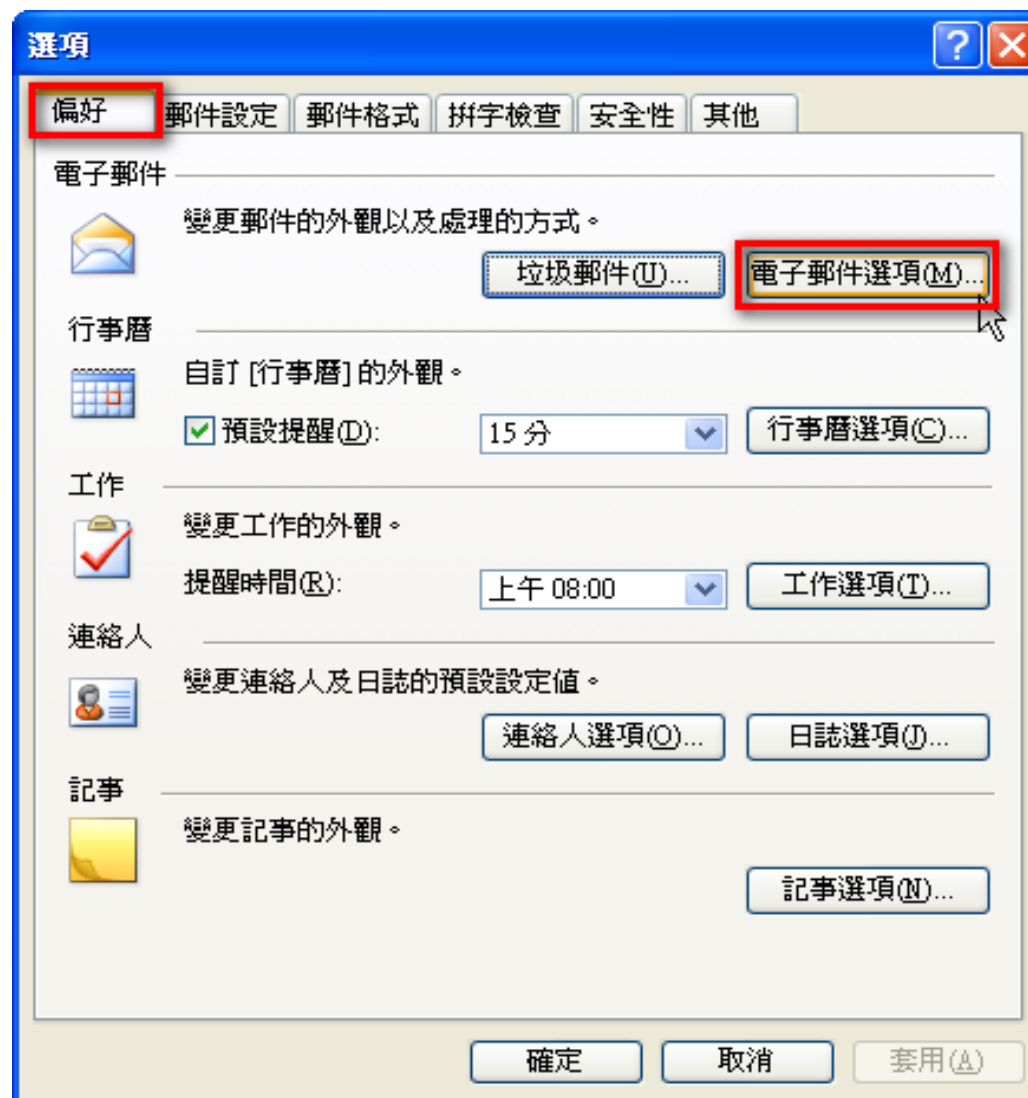 選項
偏好 郵件設定 郵件格式 拼字檢查 安全性 其他
電子郵件
變更郵件的外觀以及處理的方式。
垃圾郵件(U)... 電子郵件選項(M)...
行事曆
自訂 [行事曆] 的外觀。
預設提醒(D): 15 分 行事曆選項(C)...
工作
變更工作的外觀。
提醒時間(R): 上午 08:00 工作選項(T)...
連絡人
變更連絡人及日誌的預設設定值。
連絡人選項(O)... 日誌選項(J)...
記事
變更記事的外觀。
記事選項(N)...
確定 取消 套用(A)